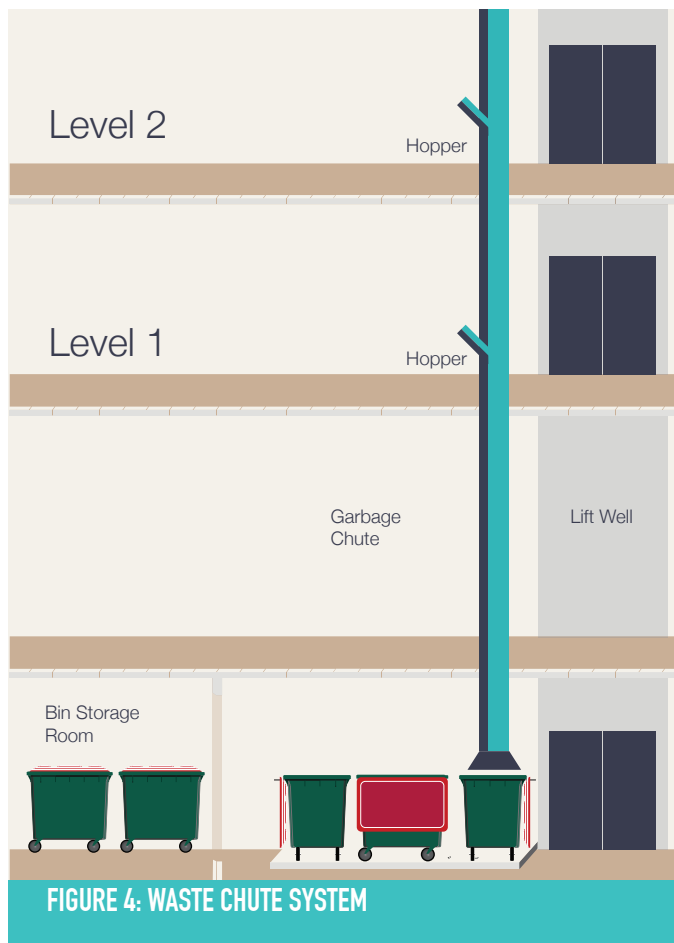 Level 2
Hopper
Level 1
Hopper
Garbage
Chute
Lift Well
Bin Storage
Room
FIGURE 4: WASTE CHUTE SYSTEM